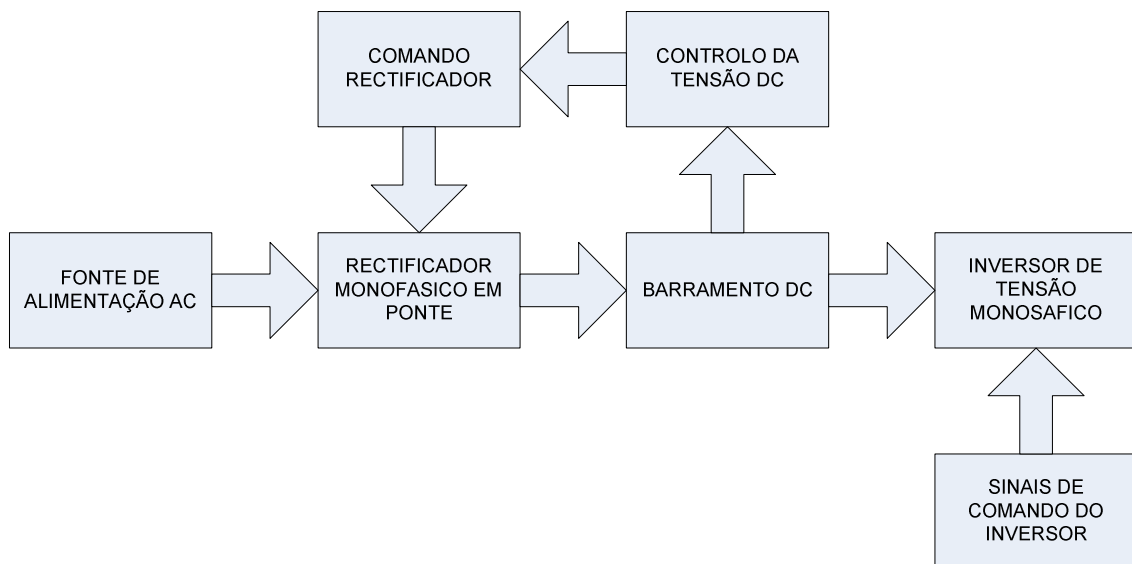 COMANDO
RECTIFICADOR
CONTROLO DA
TENSÃO DC
FONTE DE
ALIMENTAÇÃO AC
RECTIFICADOR
MONOFASICO EM
PONTE
BARRAMENTO DC
INVERSOR DE
TENSÃO
MONOSAFICO
SINAIS DE
COMANDO DO
INVERSOR